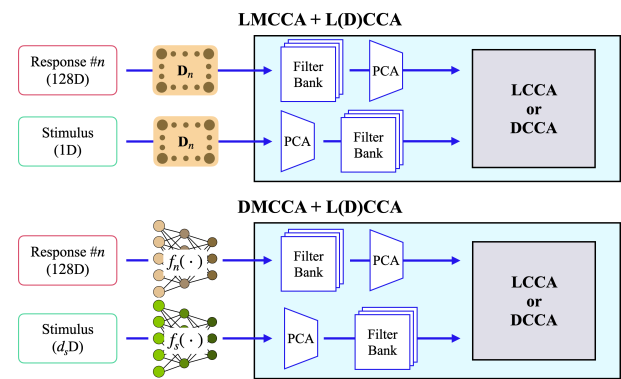 LMCCA + L(D)CCA
Response #n
(128D)
Dₙ
Filter
Bank
PCA
LCCA
or
DCCA
Stimulus
(1D)
Dₙ
PCA
Filter
Bank
DMCCA + L(D)CCA
Response #n
(128D)
fₙ( · )
Filter
Bank
PCA
LCCA
or
DCCA
Stimulus
(dₛD)
fₛ( · )
PCA
Filter
Bank